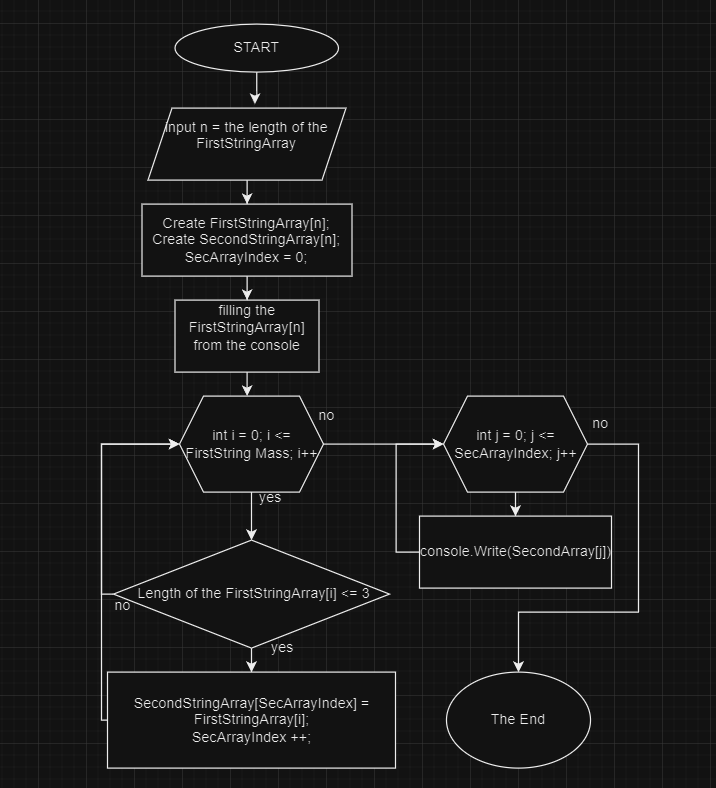 START
Input n = the length of the
FirstStringArray
Create FirstStringArray[n];
Create SecondStringArray[n];
SecArrayIndex = 0;
filling the
FirstStringArray[n]
from the console
int i = 0; i <=
FirstString Mass; i++
no
yes
Length of the FirstStringArray[i] <= 3
no
yes
SecondStringArray[SecArrayIndex] =
FirstStringArray[i];
SecArrayIndex ++;
int j = 0; j <=
SecArrayIndex; j++
no
console.Write(SecondArray[j])
The End